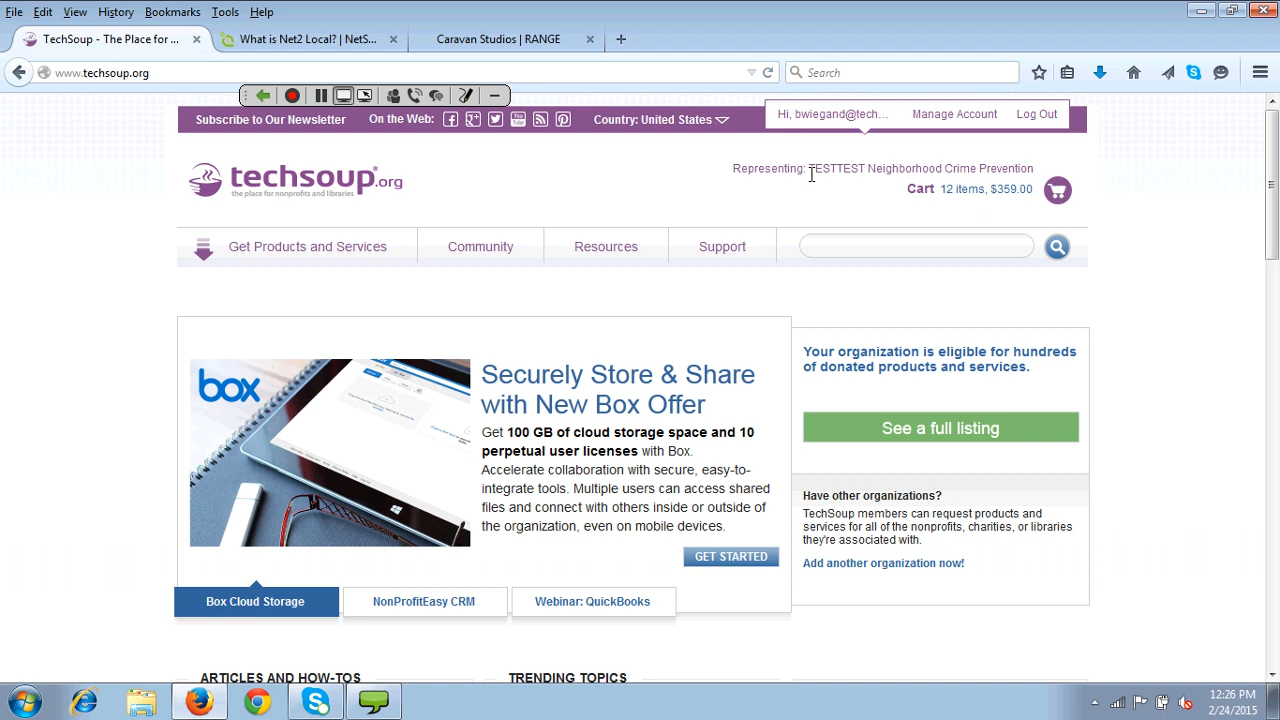 File Edit View History Bookmarks Tools Help
TechSoup - The Place for ... What is Net2 Local? | NetS... Caravan Studios | RANGE
www.techsoup.org Search
Subscribe to Our Newsletter On the Web: Country: United States Hi, bwiegand@tech... Manage Account Log Out
Representing: TESTTEST Neighborhood Crime Prevention
techsoup.org
the place for nonprofits and libraries
Cart 12 items, $359.00
Get Products and Services Community Resources Support
box
Securely Store & Share
with New Box Offer
Get 100 GB of cloud storage space and 10
perpetual user licenses with Box.
Accelerate collaboration with secure, easy-to-
integrate tools. Multiple users can access shared
files and connect with others inside or outside of
the organization, even on mobile devices.
GET STARTED
Box Cloud Storage NonProfitEasy CRM Webinar: QuickBooks
Your organization is eligible for hundreds
of donated products and services.
See a full listing
Have other organizations?
TechSoup members can request products and
services for all of the nonprofits, charities, or libraries
they're associated with.
Add another organization now!
ARTICLES AND HOW-TOS TRENDING TOPICS
12:26 PM
2/24/2015